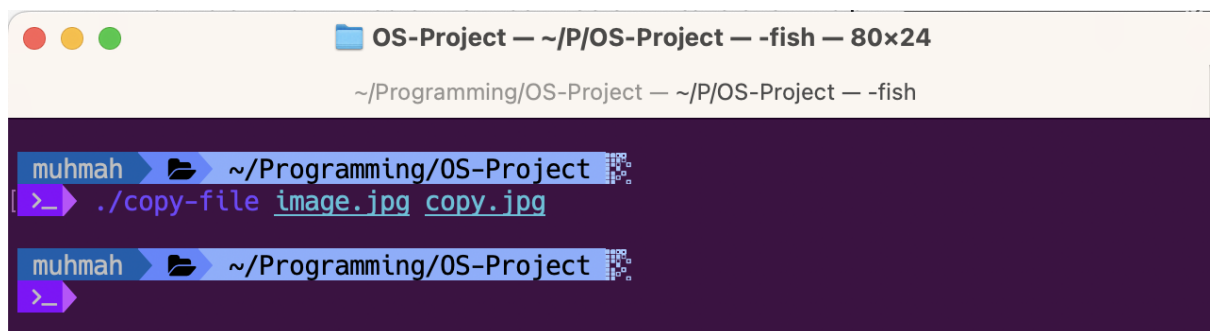 OS-Project — ~/P/OS-Project — -fish — 80×24
~/Programming/OS-Project — ~/P/OS-Project — -fish
muhmah ~/Programming/OS-Project
[ >_ ./copy-file image.jpg copy.jpg
muhmah ~/Programming/OS-Project
>_